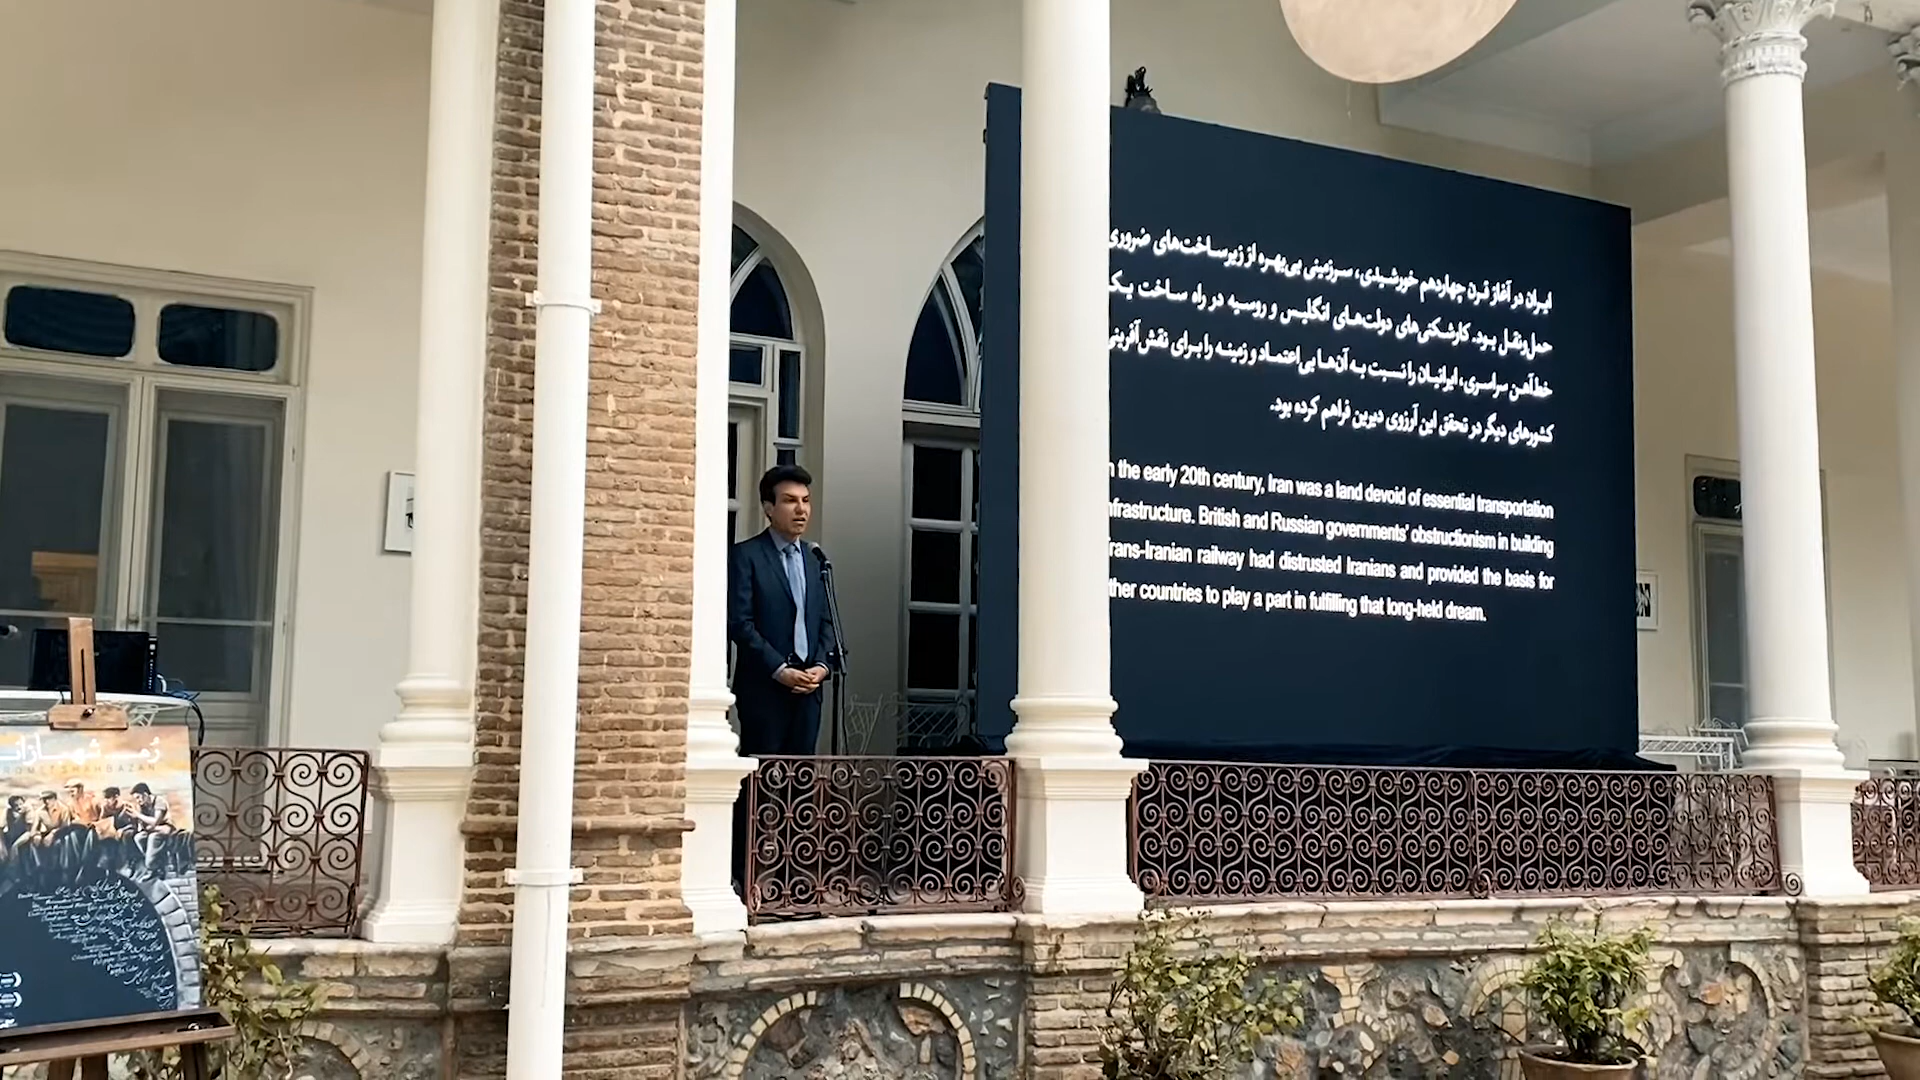 ایران در آغاز قرن چهاردهم خورشیدی، سرزمینی بی‌بهره از زیرساخت‌های ضروری
حمل‌ونقل بود. کارشکنی‌های دولت‌های انگلیس و روسیه در راه ساخت یک
خط‌آهن سراسری، ایرانیان را نسبت به آن‌ها بی‌اعتماد و زمینه را برای نقش‌آفرینی
کشورهای دیگر در تحقق این آرزوی دیرین فراهم کرده بود.
n the early 20th century, Iran was a land devoid of essential transportation
nfrastructure. British and Russian governments' obstructionism in building
rans-Iranian railway had distrusted Iranians and provided the basis for
ther countries to play a part in fulfilling that long-held dream.
SHAHBAZAN